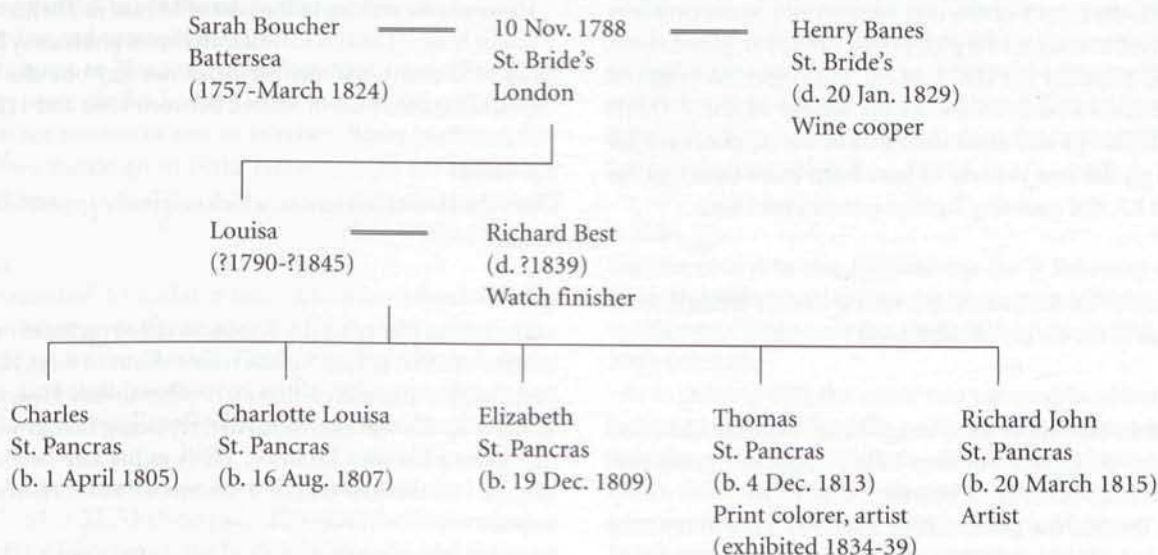 Sarah Boucher
Battersea
(1757-March 1824)
10 Nov. 1788
St. Bride's
London
Henry Banes
St. Bride's
(d. 20 Jan. 1829)
Wine cooper
Louisa
(?1790-?1845)
Richard Best
(d. ?1839)
Watch finisher
Charles
St. Pancras
(b. 1 April 1805)
Charlotte Louisa
St. Pancras
(b. 16 Aug. 1807)
Elizabeth
St. Pancras
(b. 19 Dec. 1809)
Thomas
St. Pancras
(b. 4 Dec. 1813)
Print colorer, artist
(exhibited 1834-39)
Richard John
St. Pancras
(b. 20 March 1815)
Artist